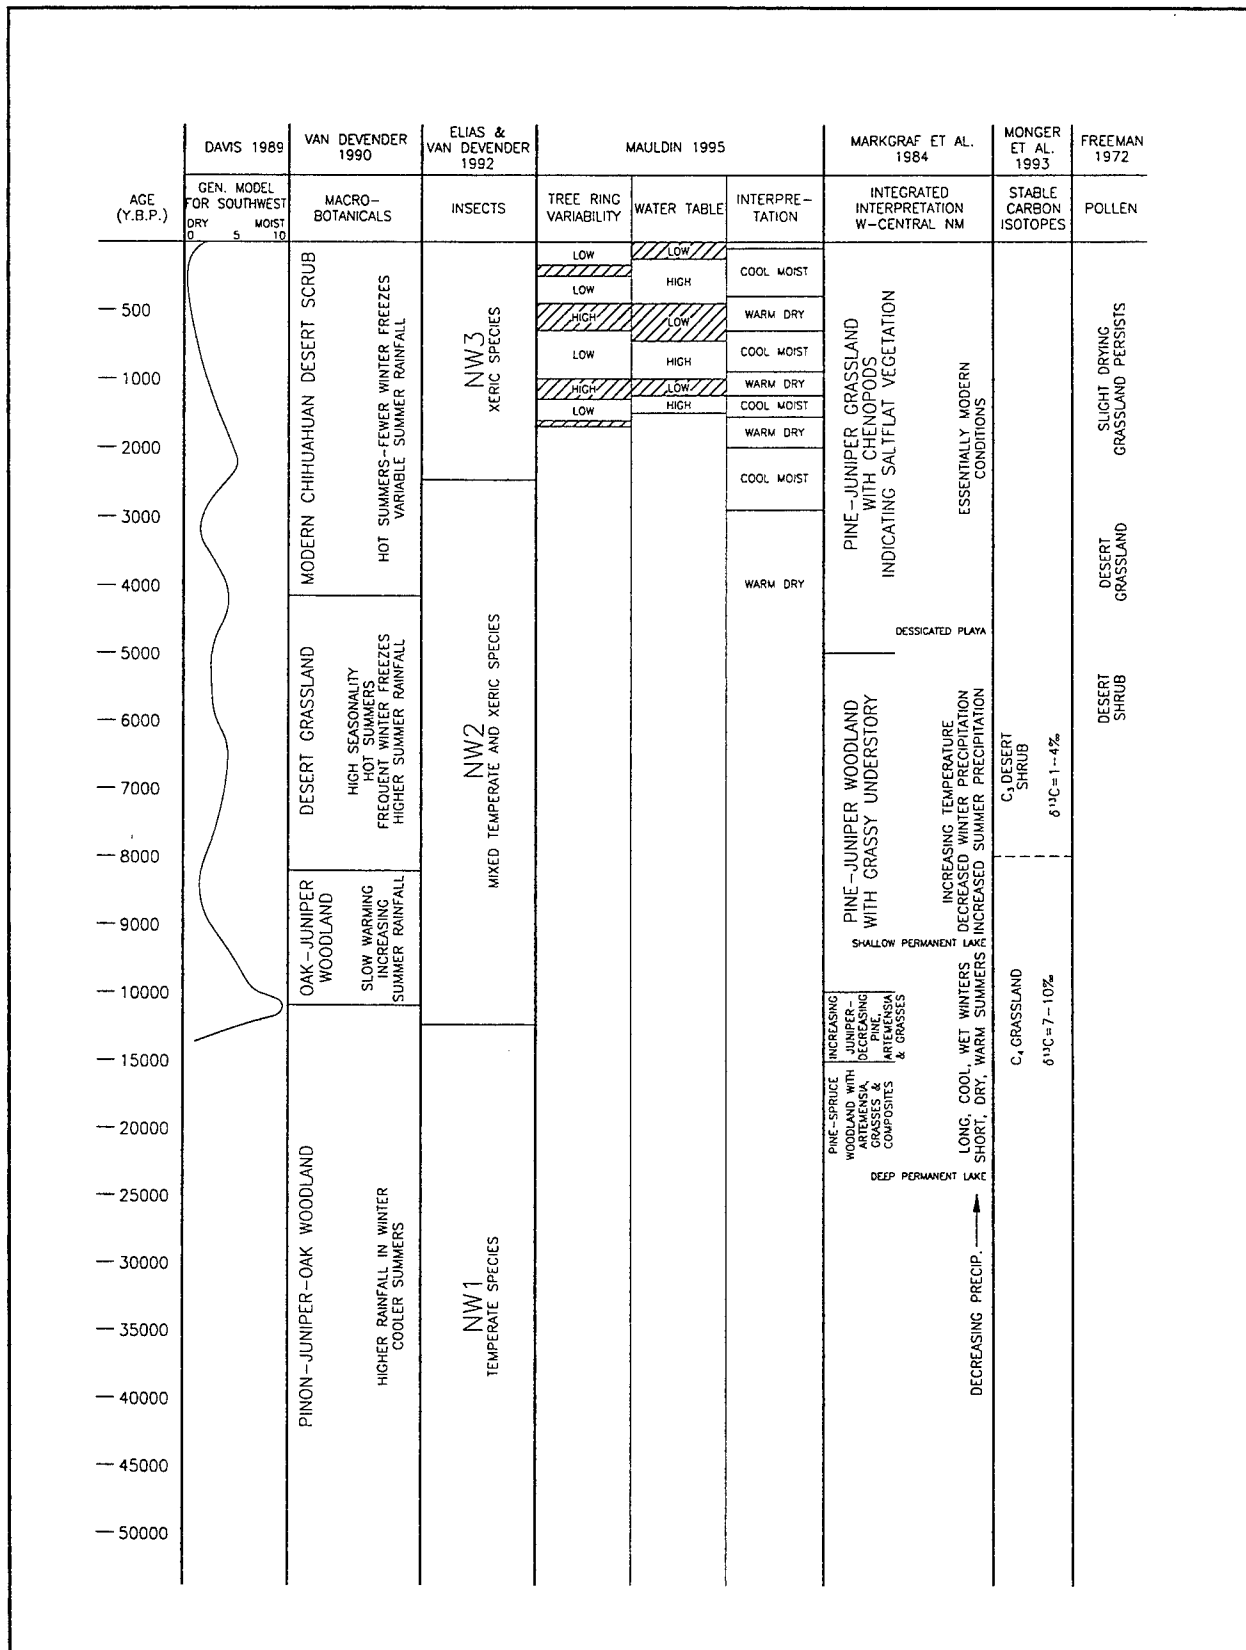 DAVIS 1989
VAN DEVENDER
1990
ELIAS &
VAN DEVENDER
1992
MAULDIN 1995
MARKGRAF ET AL.
1984
MONGER
ET AL.
1993
FREEMAN
1972
AGE
(Y.B.P.)
GEN. MODEL
FOR SOUTHWEST
DRY MOIST
0 5 10
MACRO-
BOTANICALS
INSECTS
TREE RING
VARIABILITY
WATER TABLE
INTERPRE-
TATION
INTEGRATED
INTERPRETATION
W-CENTRAL NM
STABLE
CARBON
ISOTOPES
POLLEN
500
1000
2000
3000
4000
5000
6000
7000
8000
9000
10000
15000
20000
25000
30000
35000
40000
45000
50000
MODERN CHIHUAHUAN DESERT SCRUB
HOT SUMMERS-FEWER WINTER FREEZES
VARIABLE SUMMER RAINFALL
DESERT GRASSLAND
HIGH SEASONALITY
HOT SUMMERS
FREQUENT WINTER FREEZES
HIGHER SUMMER RAINFALL
OAK-JUNIPER
WOODLAND
SLOW WARMING
INCREASING
SUMMER RAINFALL
PINON-JUNIPER-OAK WOODLAND
HIGHER RAINFALL IN WINTER
COOLER SUMMERS
NW3
XERIC SPECIES
NW2
MIXED TEMPERATE AND XERIC SPECIES
NW1
TEMPERATE SPECIES
LOW
LOW
HIGH
LOW
HIGH
LOW
LOW
HIGH
LOW
HIGH
LOW
HIGH
COOL MOIST
WARM DRY
COOL MOIST
WARM DRY
COOL MOIST
WARM DRY
COOL MOIST
WARM DRY
PINE-JUNIPER GRASSLAND
WITH CHENOPODS
INDICATING SALTFLAT VEGETATION
ESSENTIALLY MODERN
CONDITIONS
DESSICATED PLAYA
PINE-JUNIPER WOODLAND
WITH GRASSY UNDERSTORY
INCREASING TEMPERATURE
DECREASED WINTER PRECIPITATION
INCREASED SUMMER PRECIPITATION
SHALLOW PERMANENT LAKE
INCREASING
JUNIPER-
DECREASING
PINE,
ARTEMENSIA
& GRASSES
PINE-SPRUCE
WOODLAND WITH
ARTEMENSIA,
GRASSES &
COMPOSITES
LONG, COOL, WET WINTERS
SHORT, DRY, WARM SUMMERS
DEEP PERMANENT LAKE
DECREASING PRECIP.
C₃ DESERT
SHRUB
δ¹³C=1-4‰
C₄ GRASSLAND
δ¹³C=7-10‰
SLIGHT DRYING
GRASSLAND PERSISTS
DESERT
GRASSLAND
DESERT
SHRUB